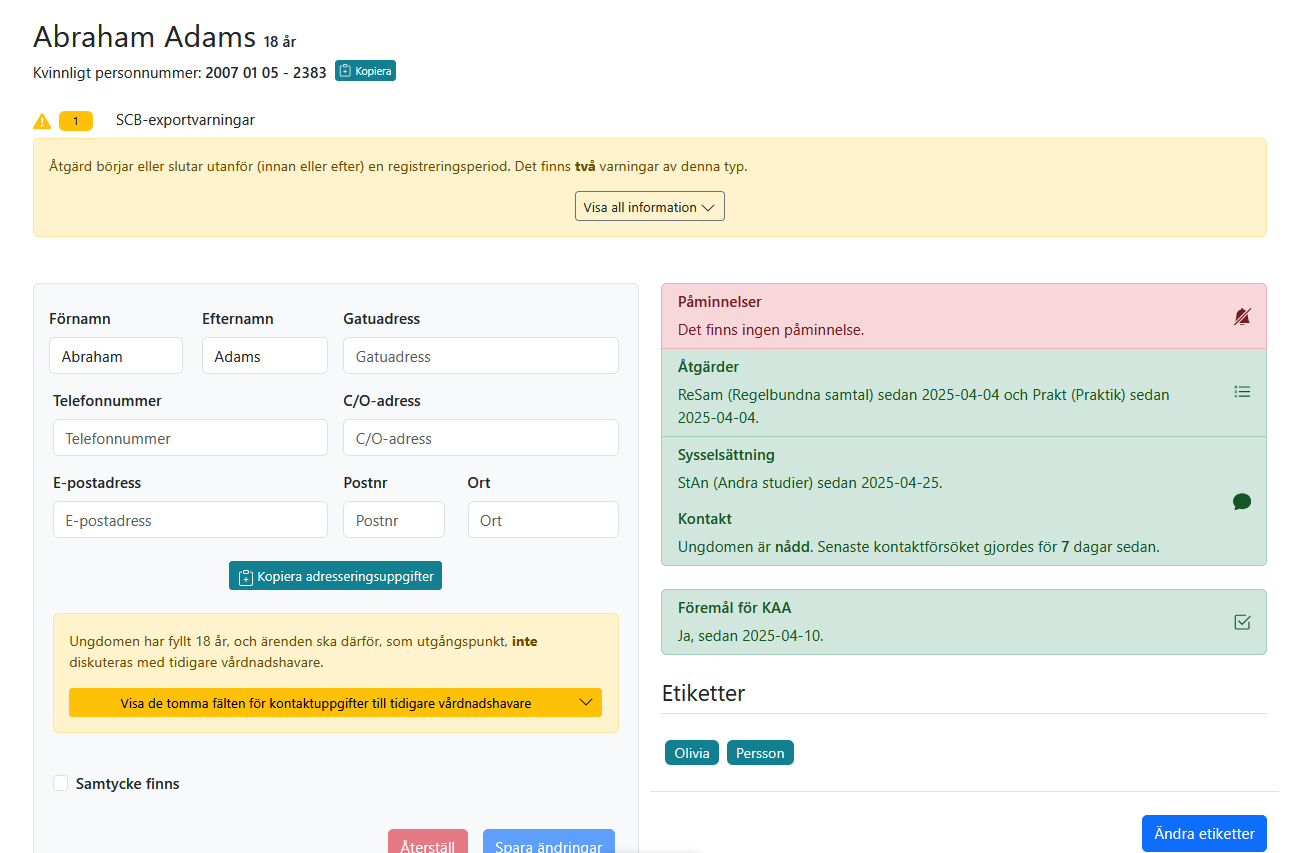 Abraham Adams 18 år
Kvinnligt personnummer: 2007 01 05 - 2383 Kopiera
1 SCB-exportvarningar
Åtgärd börjar eller slutar utanför (innan eller efter) en registreringsperiod. Det finns två varningar av denna typ.
Visa all information
Förnamn Efternamn Gatuadress
Abraham Adams Gatuadress
Telefonnummer C/O-adress
Telefonnummer C/O-adress
E-postadress Postnr Ort
E-postadress Postnr Ort
Kopiera adresseringsuppgifter
Ungdomen har fyllt 18 år, och ärenden ska därför, som utgångspunkt, inte
diskuteras med tidigare vårdnadshavare.
Visa de tomma fälten för kontaktuppgifter till tidigare vårdnadshavare
Samtycke finns
Återställ Spara ändringar
Påminnelser
Det finns ingen påminnelse.
Åtgärder
ReSam (Regelbundna samtal) sedan 2025-04-04 och Prakt (Praktik) sedan
2025-04-04.
Sysselsättning
StAn (Andra studier) sedan 2025-04-25.
Kontakt
Ungdomen är nådd. Senaste kontaktförsöket gjordes för 7 dagar sedan.
Föremål för KAA
Ja, sedan 2025-04-10.
Etiketter
Olivia Persson
Ändra etiketter